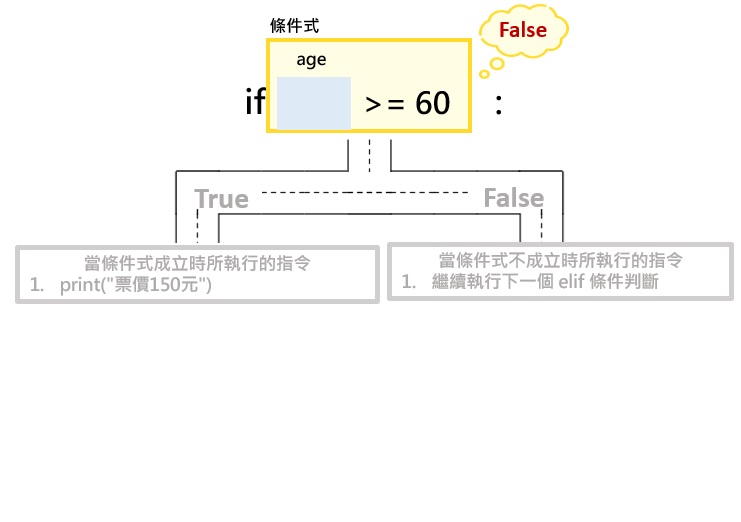 條件式
False
age
if >= 60 :
True
False
當條件式成立時所執行的指令
1. print("票價150元")
當條件式不成立時所執行的指令
1. 繼續執行下一個 elif 條件判斷